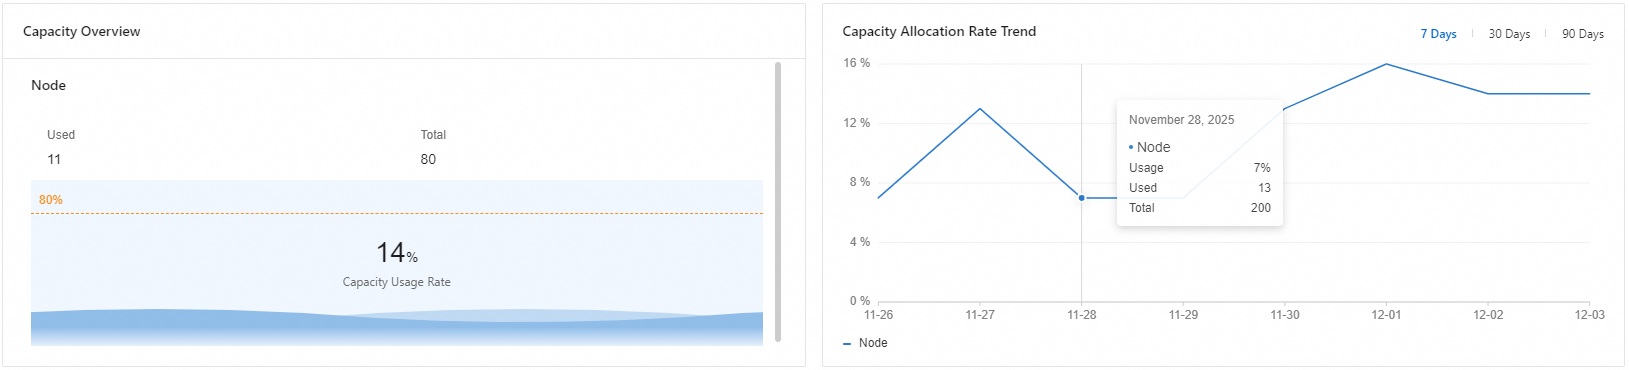 Capacity Overview
Node
Used Total
11 80
80%
14%
Capacity Usage Rate
Capacity Allocation Rate Trend
7 Days 30 Days 90 Days
16 %
12 %
8 %
4 %
0 %
November 28, 2025
Node
Usage 7%
Used 13
Total 200
11-26 11-27 11-28 11-29 11-30 12-01 12-02 12-03
Node